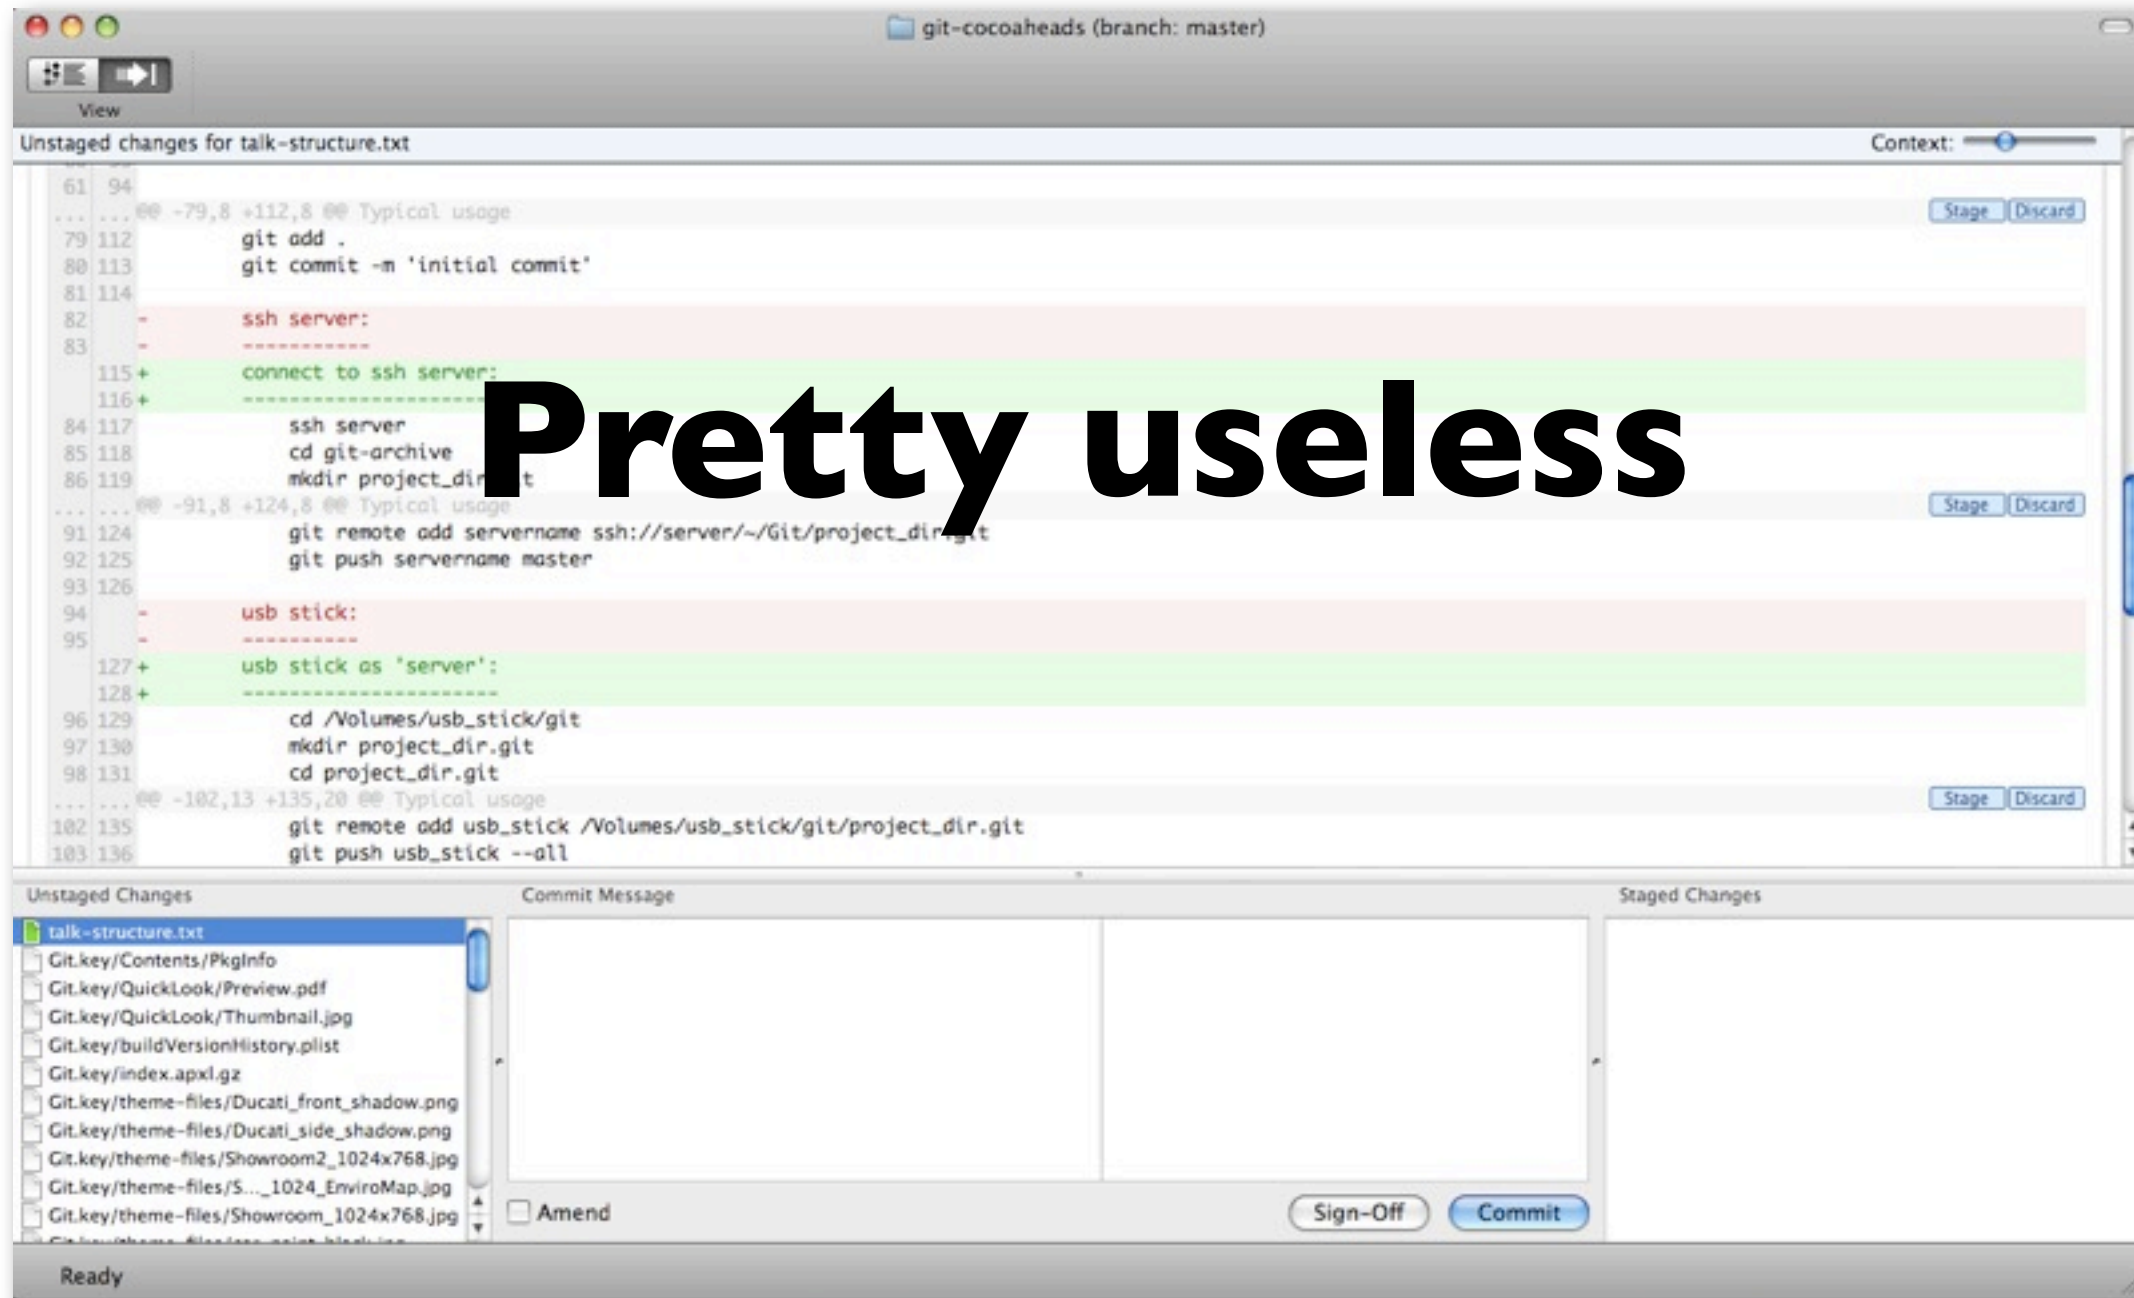 git-cocoaheads (branch: master)
View
Unstaged changes for talk-structure.txt
Context:
61 94
... ... @@ -79,8 +112,8 @@ Typical usage Stage Discard
79 112 git add .
80 113 git commit -m 'initial commit'
81 114
82 - ssh server:
83 - -----------
115 + connect to ssh server:
116 + ----------------------
84 117 ssh server
85 118 cd git-archive
86 119 mkdir
Pretty useless
... ... @@ -91,8 +124,8 @@ Typical usage Stage Discard
91 124 git remote add servername ssh://server/~/Git/project_dir.git
92 125 git push servername master
93 126
94 - usb stick:
95 - ----------
127 + usb stick as 'server':
128 + ----------------------
96 129 cd /Volumes/usb_stick/git
97 130 mkdir project_dir.git
98 131 cd project_dir.git
... ... @@ -102,13 +135,20 @@ Typical usage Stage Discard
102 135 git remote add usb_stick /Volumes/usb_stick/git/project_dir.git
103 136 git push usb_stick --all
Unstaged Changes
talk-structure.txt
Git.key/Contents/PkgInfo
Git.key/QuickLook/Preview.pdf
Git.key/QuickLook/Thumbnail.jpg
Git.key/buildVersionHistory.plist
Git.key/index.apxl.gz
Git.key/theme-files/Ducati_front_shadow.png
Git.key/theme-files/Ducati_side_shadow.png
Git.key/theme-files/Showroom2_1024x768.jpg
Git.key/theme-files/S..._1024_EnviroMap.jpg
Git.key/theme-files/Showroom_1024x768.jpg
Commit Message
Amend
Sign-Off
Commit
Staged Changes
Ready